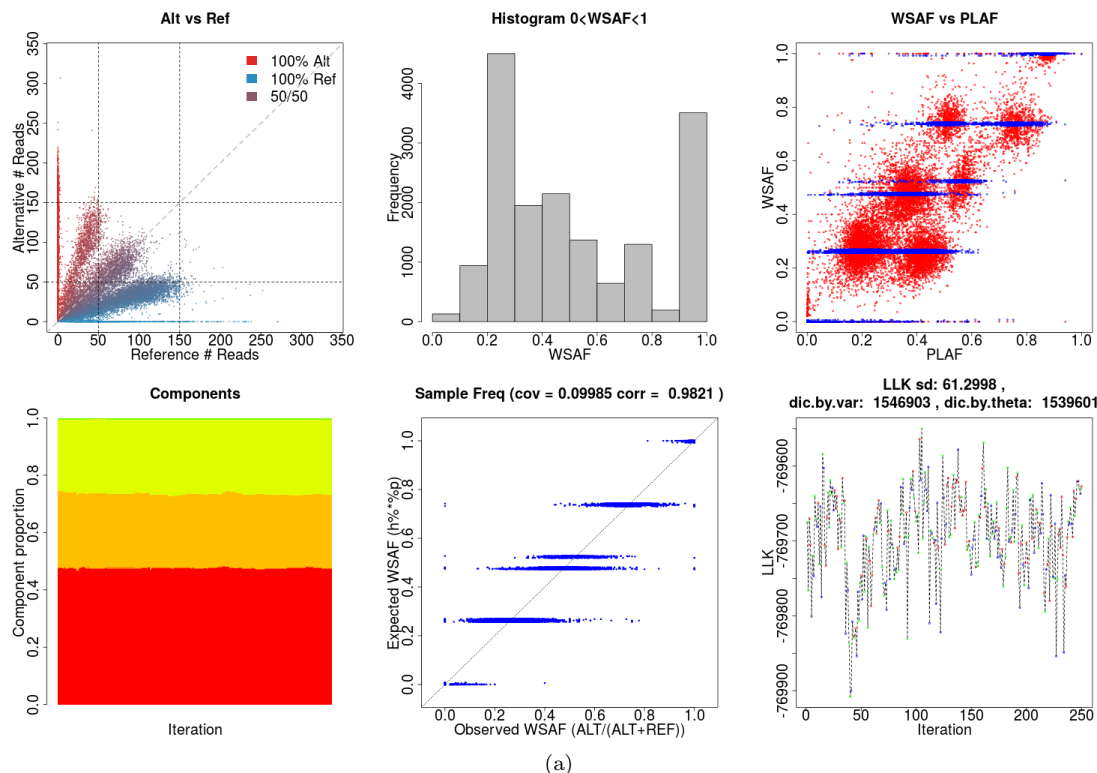 Alt vs Ref
Histogram 0<WSAF<1
WSAF vs PLAF
Alternative # Reads
0 50 100 150 200 250 300 350
100% Alt
100% Ref
50/50
0 50 100 150 200 250 300 350
Reference # Reads
Frequency
0 1000 2000 4000
0.0 0.2 0.4 0.6 0.8 1.0
WSAF
WSAF
0.0 0.2 0.4 0.6 0.8 1.0
0.0 0.2 0.4 0.6 0.8 1.0
PLAF
Components
Sample Freq (cov = 0.09985 corr = 0.9821 )
LLK sd: 61.2998 ,
dic.by.var: 1546903 , dic.by.theta: 1539601
Component proportion
0.0 0.2 0.4 0.6 0.8 1.0
Iteration
Expected WSAF (h%*%p)
0.0 0.2 0.4 0.6 0.8 1.0
0.0 0.2 0.4 0.6 0.8 1.0
Observed WSAF (ALT/(ALT+REF))
LLK
-769900 -769800 -769700 -769600
0 50 100 150 200 250
Iteration
(a)